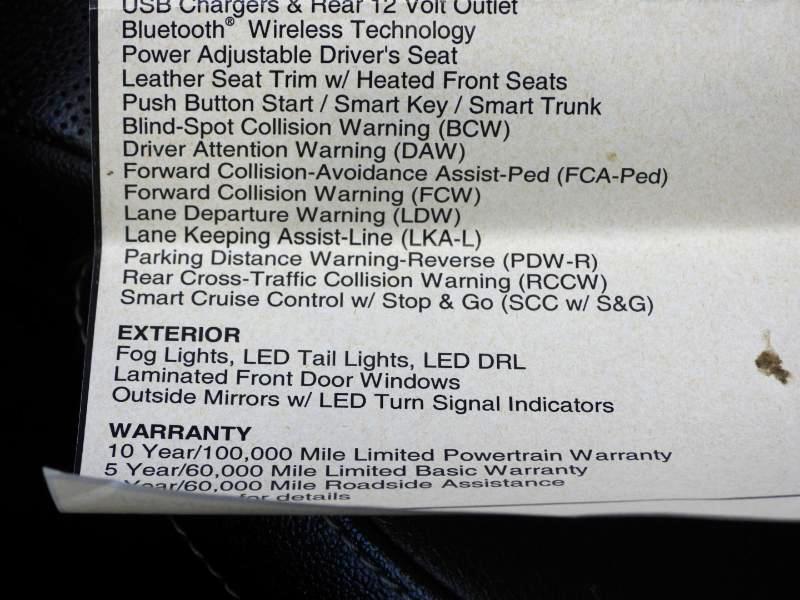 USB Chargers & Rear 12 Volt Outlet
Bluetooth® Wireless Technology
Power Adjustable Driver's Seat
Leather Seat Trim w/ Heated Front Seats
Push Button Start / Smart Key / Smart Trunk
Blind-Spot Collision Warning (BCW)
Driver Attention Warning (DAW)
Forward Collision-Avoidance Assist-Ped (FCA-Ped)
Forward Collision Warning (FCW)
Lane Departure Warning (LDW)
Lane Keeping Assist-Line (LKA-L)
Parking Distance Warning-Reverse (PDW-R)
Rear Cross-Traffic Collision Warning (RCCW)
Smart Cruise Control w/ Stop & Go (SCC w/ S&G)
EXTERIOR
Fog Lights, LED Tail Lights, LED DRL
Laminated Front Door Windows
Outside Mirrors w/ LED Turn Signal Indicators
WARRANTY
10 Year/100,000 Mile Limited Powertrain Warranty
5 Year/60,000 Mile Limited Basic Warranty
Year/60,000 Mile Roadside Assistance
for details